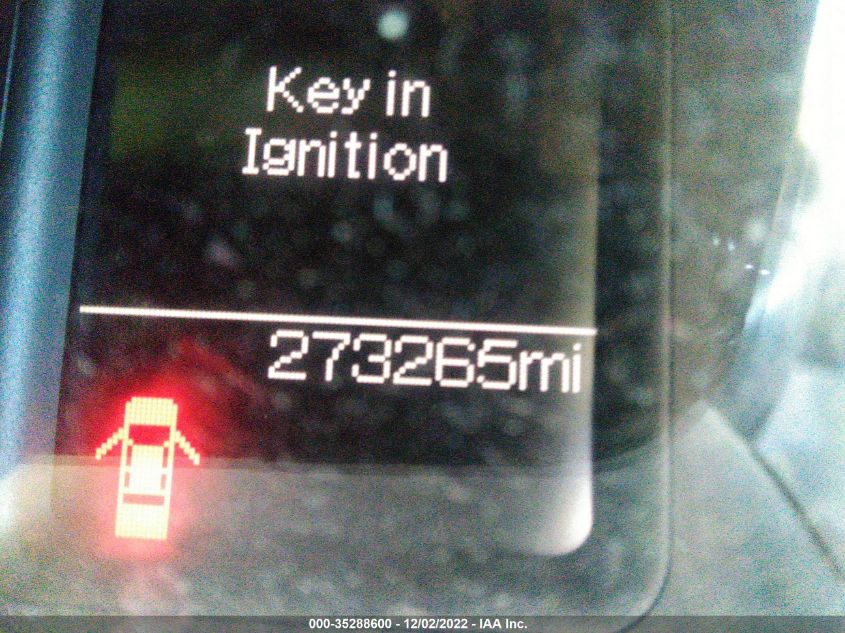 Key in
Ignition
273265mi
000-35288600 - 12/02/2022 - IAA Inc.